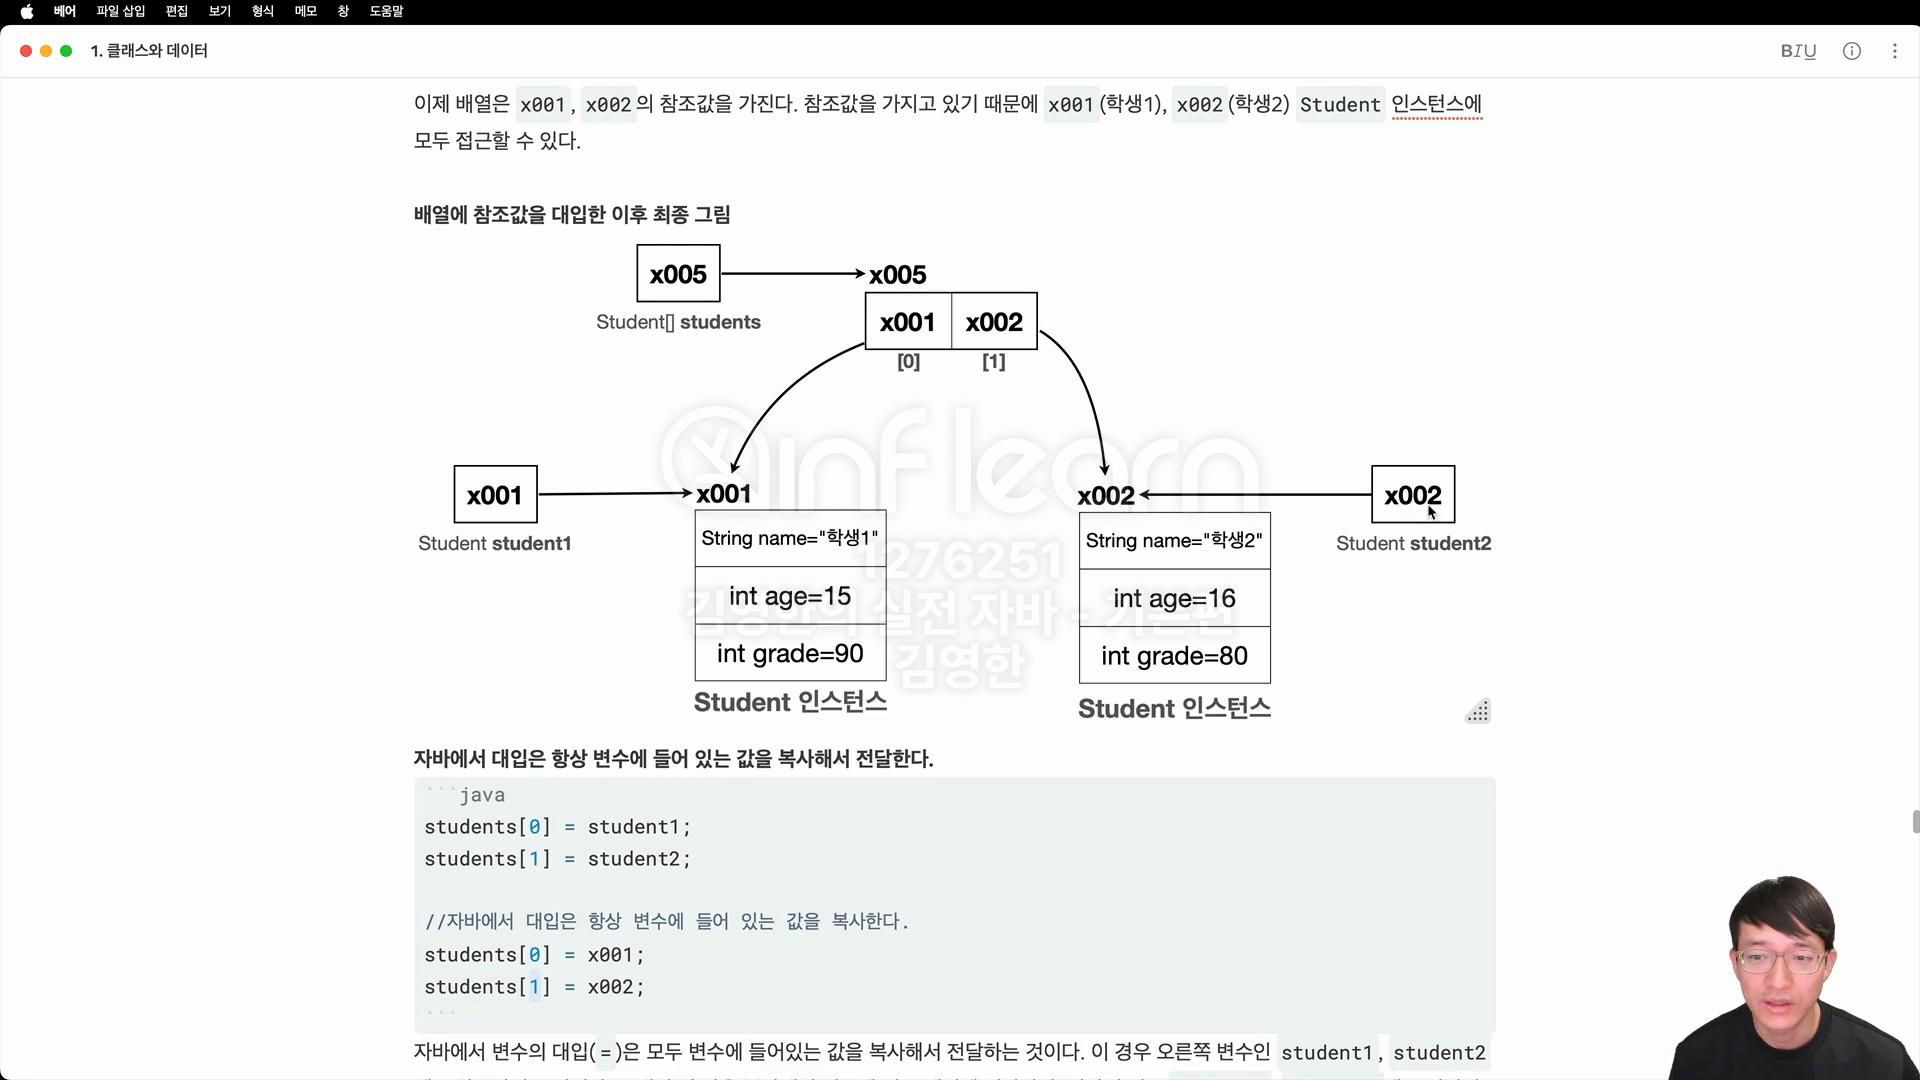 베어 파일 삽입 편집 보기 형식 메모 창 도움말
1. 클래스와 데이터
BIU
이제 배열은 x001, x002의 참조값을 가진다. 참조값을 가지고 있기 때문에 x001(학생1), x002(학생2) Student 인스턴스에
모두 접근할 수 있다.
배열에 참조값을 대입한 이후 최종 그림
x005
x005
Student[] students
x001 x002
[0] [1]
inflearn
x001
x001
x002
x002
Student student1
Student student2
String name="학생1"
String name="학생2"
1276251
int age=15
int age=16
김영한의 실전 자바 - 기본편
int grade=90
int grade=80
김영한
Student 인스턴스
Student 인스턴스
자바에서 대입은 항상 변수에 들어 있는 값을 복사해서 전달한다.
```java
students[0] = student1;
students[1] = student2;
//자바에서 대입은 항상 변수에 들어 있는 값을 복사한다.
students[0] = x001;
students[1] = x002;
```
자바에서 변수의 대입(=)은 모두 변수에 들어있는 값을 복사해서 전달하는 것이다. 이 경우 오른쪽 변수인 student1, student2